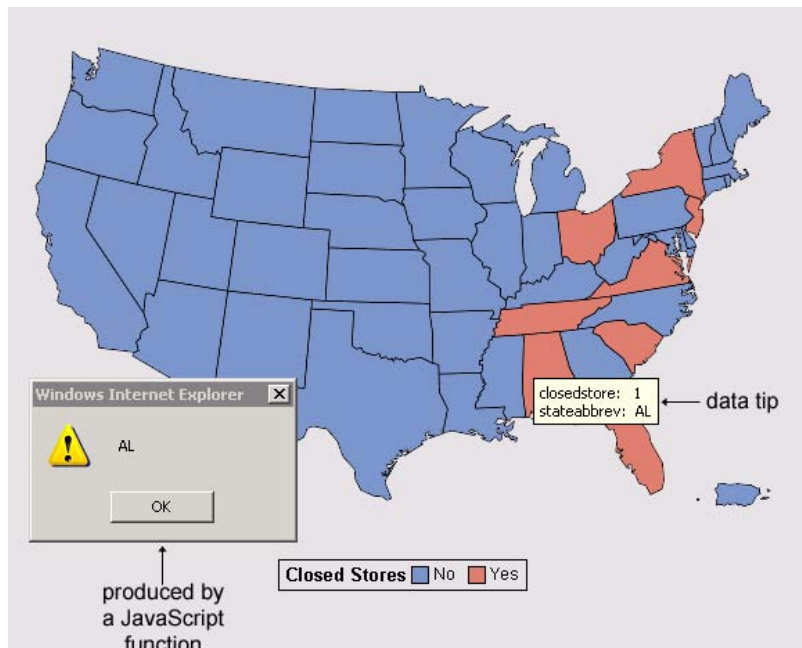 closedstore: 1
stateabbrev: AL
data tip
Windows Internet Explorer
AL
OK
produced by
a JavaScript
function
Closed Stores No Yes